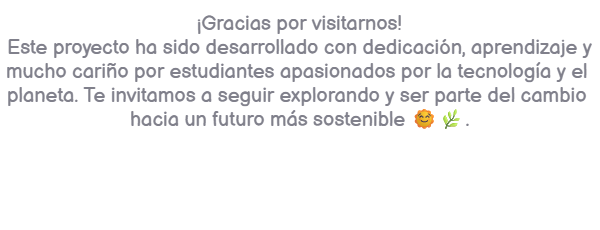 ¡Gracias por visitarnos!
Este proyecto ha sido desarrollado con dedicación, aprendizaje y
mucho cariño por estudiantes apasionados por la tecnología y el
planeta. Te invitamos a seguir explorando y ser parte del cambio
hacia un futuro más sostenible 🌞🌿.